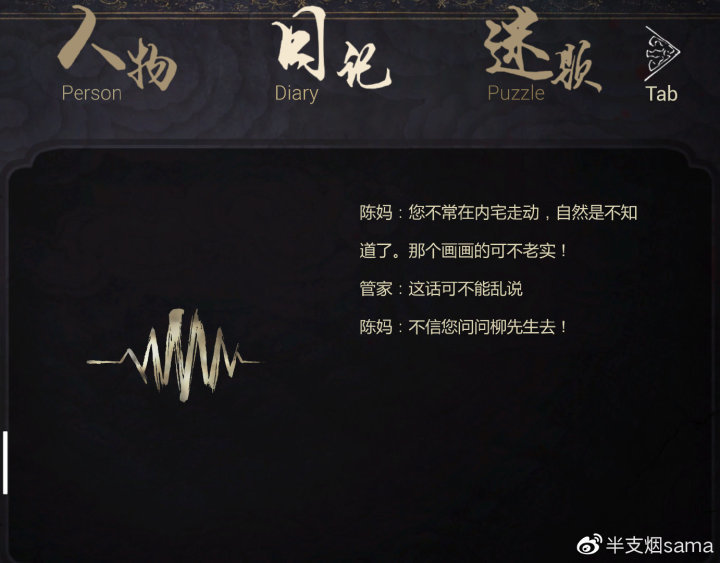 人物
日记
谜题
Person
Diary
Puzzle
Tab
陈妈：您不常在内宅走动，自然是不知
道了。那个画画的可不老实！
管家：这话可不能乱说
陈妈：不信您问问柳先生去！
半支烟sama